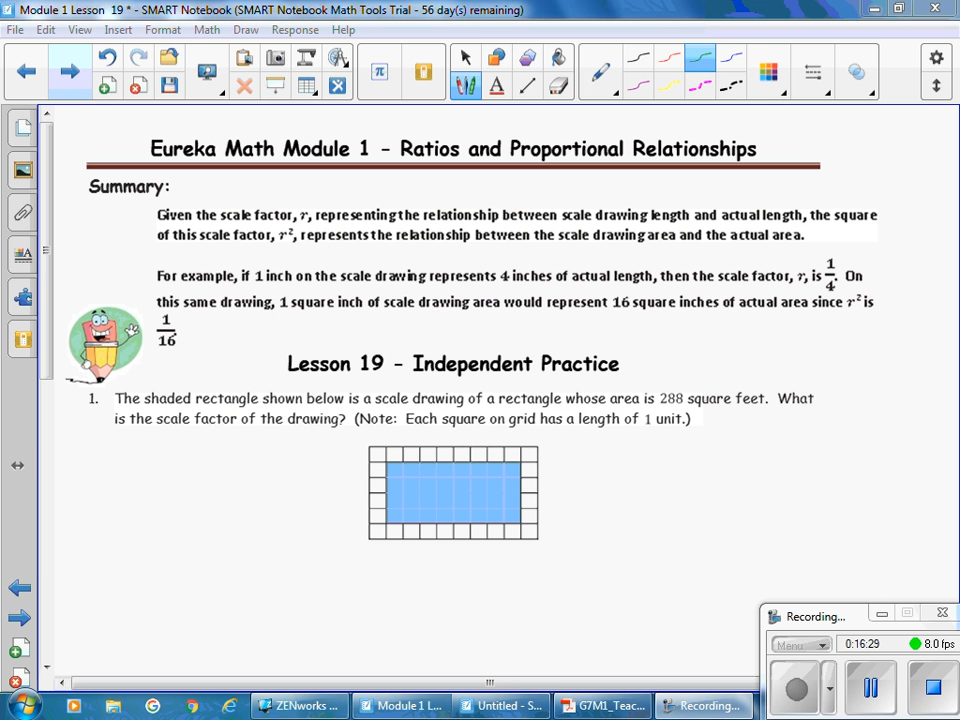 Module 1 Lesson 19 * - SMART Notebook (SMART Notebook Math Tools Trial - 56 day(s) remaining)
File Edit View Insert Format Math Draw Response Help
Eureka Math Module 1 - Ratios and Proportional Relationships
Summary:
Given the scale factor, r, representing the relationship between scale drawing length and actual length, the square
of this scale factor, r², represents the relationship between the scale drawing area and the actual area.
For example, if 1 inch on the scale drawing represents 4 inches of actual length, then the scale factor, r, is 1/4. On
this same drawing, 1 square inch of scale drawing area would represent 16 square inches of actual area since r² is
1/16.
Lesson 19 - Independent Practice
1. The shaded rectangle shown below is a scale drawing of a rectangle whose area is 288 square feet. What
is the scale factor of the drawing? (Note: Each square on grid has a length of 1 unit.)
Recording...
Menu 0:16:29 8.0 fps
ZENworks ... Module 1 L... Untitled - S... G7M1_Teac... Recording...